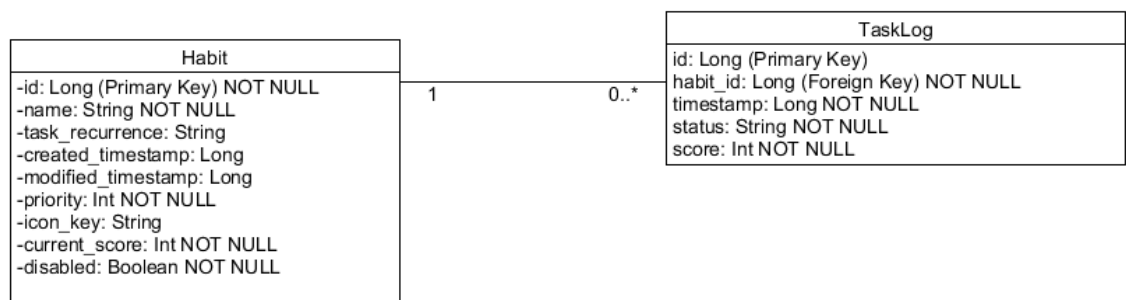 Habit
-id: Long (Primary Key) NOT NULL
-name: String NOT NULL
-task_recurrence: String
-created_timestamp: Long
-modified_timestamp: Long
-priority: Int NOT NULL
-icon_key: String
-current_score: Int NOT NULL
-disabled: Boolean NOT NULL
1
0..*
TaskLog
id: Long (Primary Key)
habit_id: Long (Foreign Key) NOT NULL
timestamp: Long NOT NULL
status: String NOT NULL
score: Int NOT NULL